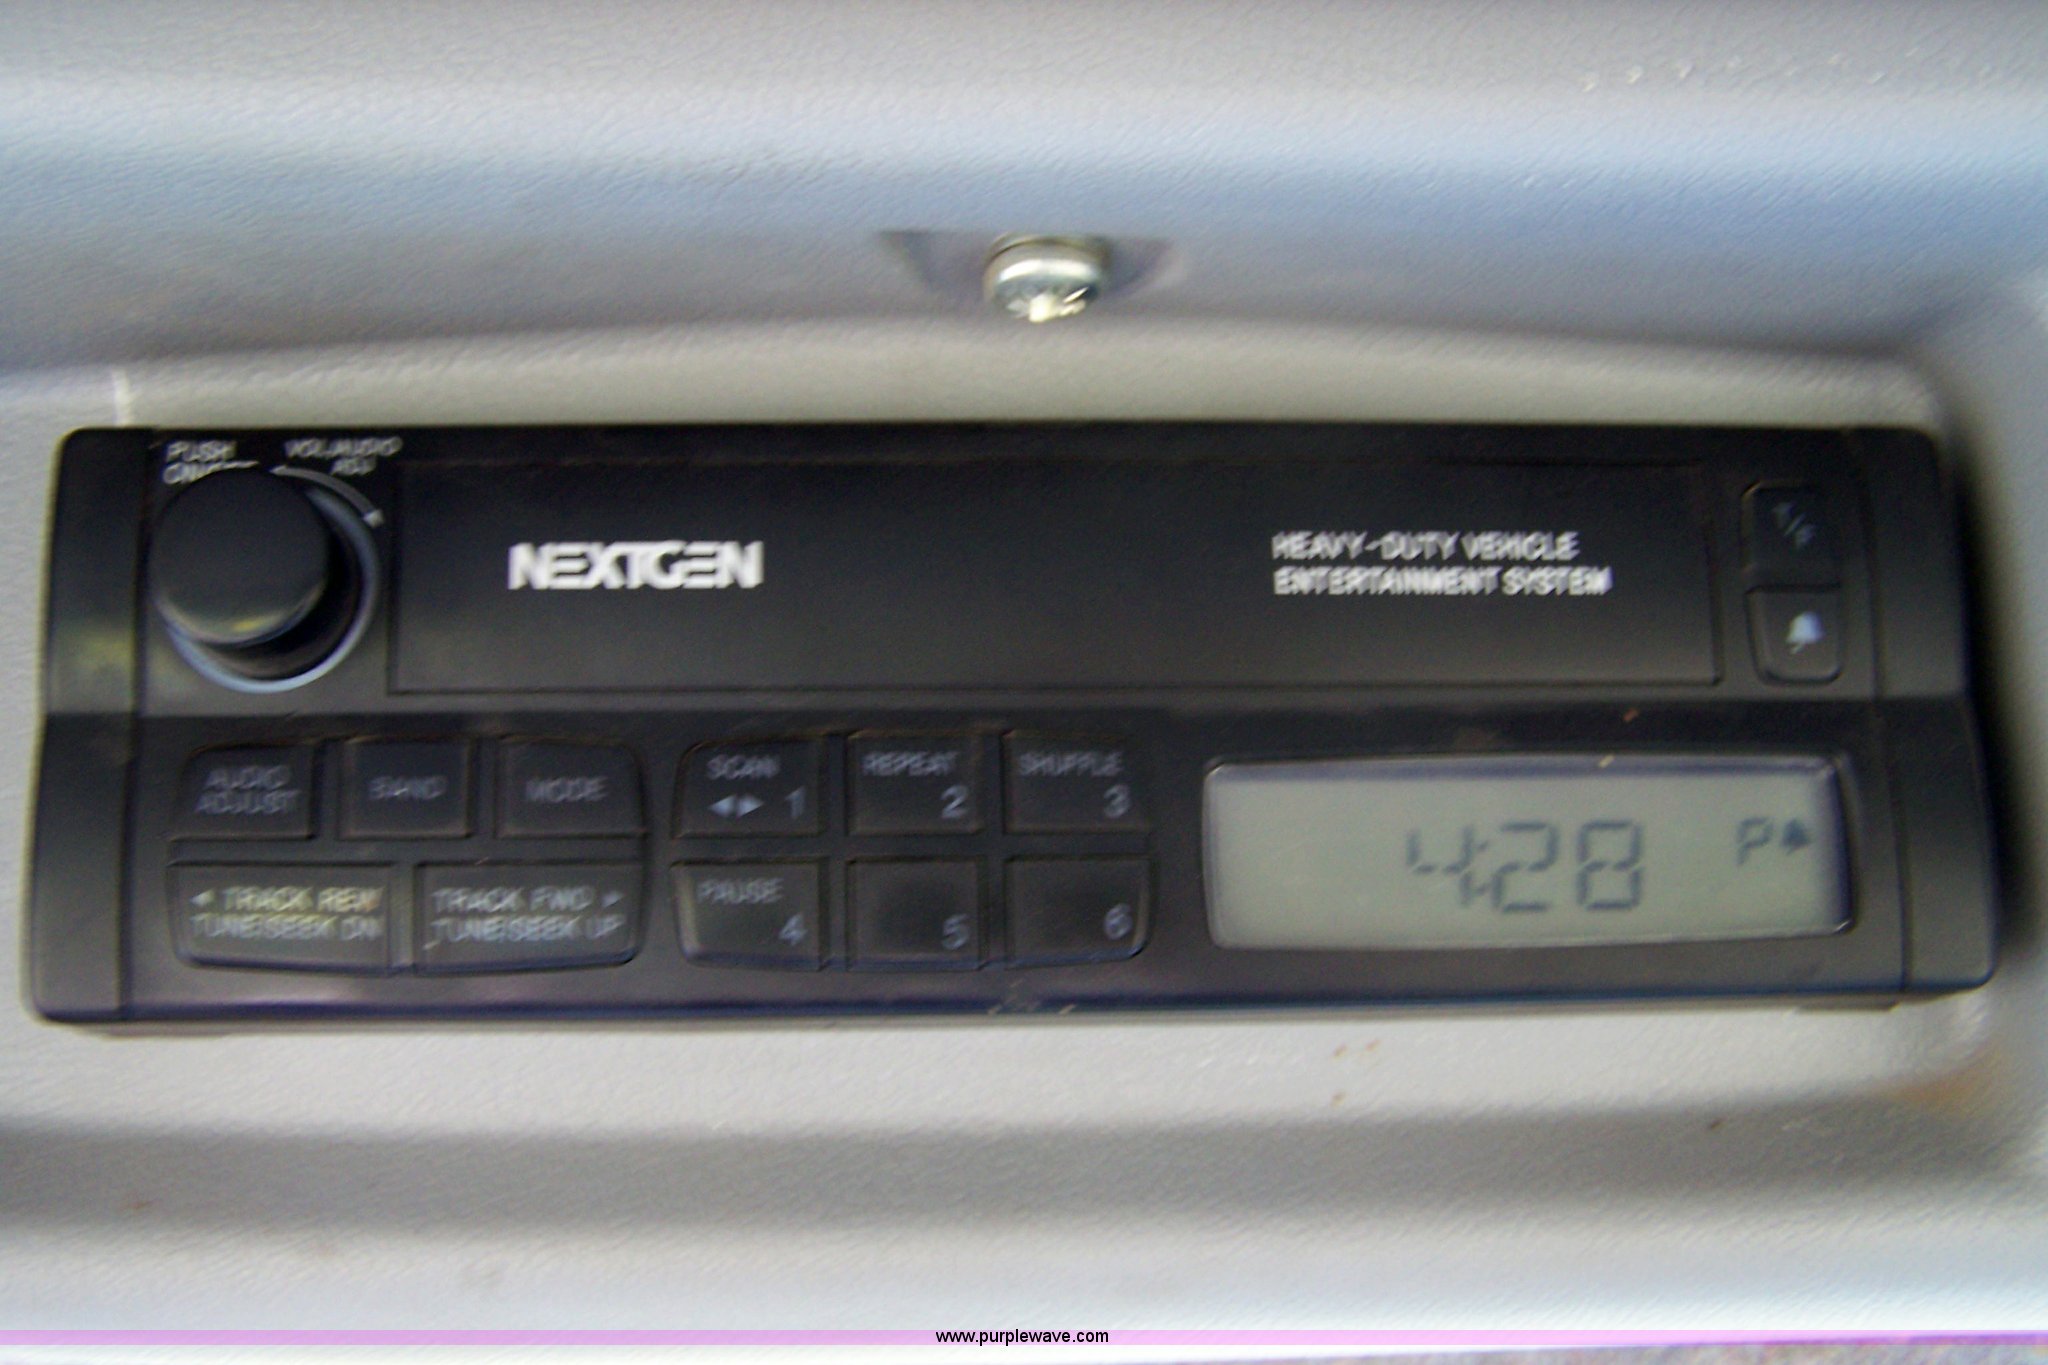 PUSH
VOL/AUDIO
ADJ
NEXTGEN
HEAVY-DUTY VEHICLE
ENTERTAINMENT SYSTEM
AUDIO
ADJUST
BAND
MODE
SCAN
◄► 1
REPEAT
2
SHUFFLE
3
◄ TRACK REW
TUNE/SEEK DN
TRACK FWD ►
TUNE/SEEK UP
PAUSE
4
5
6
4:28 P
www.purplewave.com